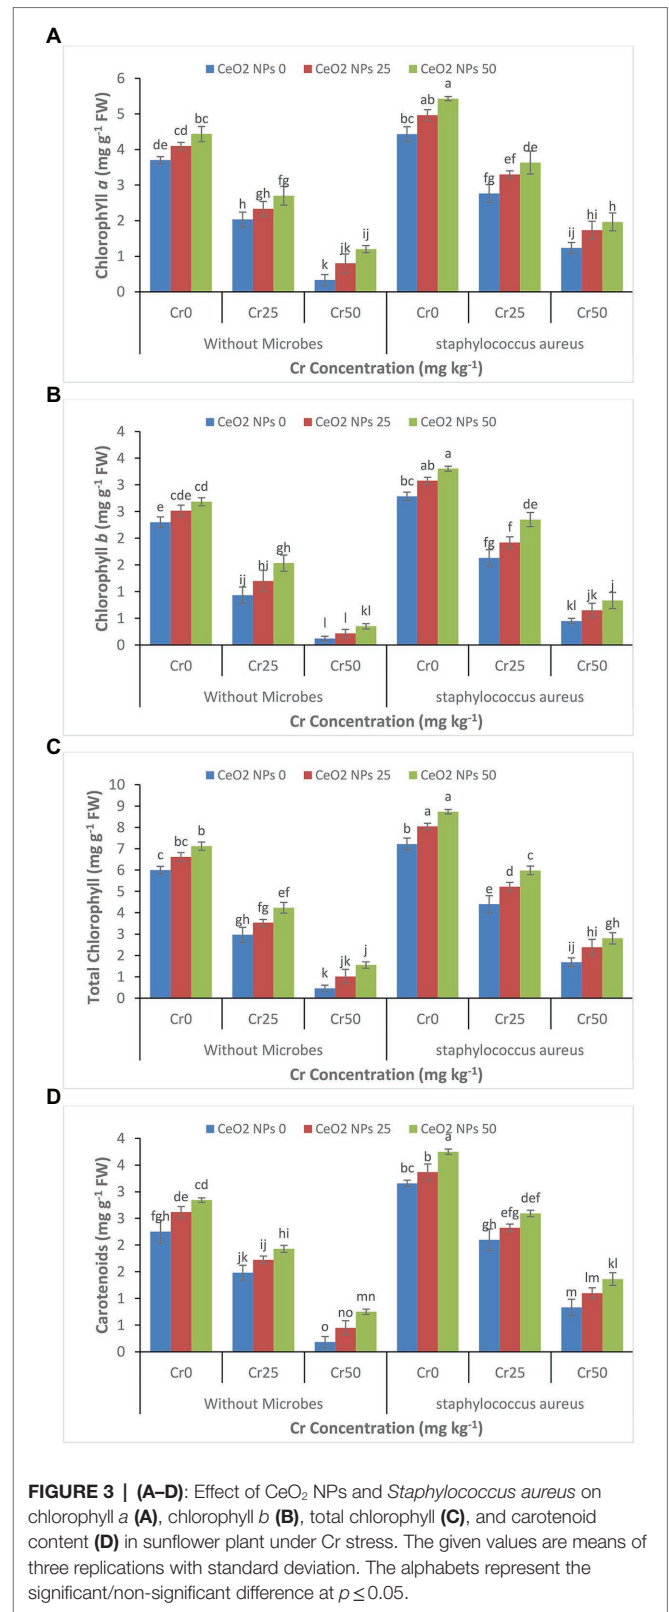 A
CeO2 NPs 0 CeO2 NPs 25 CeO2 NPs 50
ChlorophYll a (mg g-1 FW)
6
5
4
3
2
1
0
de cd bc h gh fg k jk ij bc ab a fg ef de ij hi h
Cr0 Cr25 Cr50 Cr0 Cr25 Cr50
Without Microbes staphylococcus aureus
Cr Concentration (mg kg-1)
B
CeO2 NPs 0 CeO2 NPs 25 CeO2 NPs 50
Chlorophyll b (mg g-1 FW)
4
4
3
3
2
2
1
1
0
e cde cd ij hi gh l l kl bc ab a fg f de kl jk j
Cr0 Cr25 Cr50 Cr0 Cr25 Cr50
Without Microbes staphylococcus aureus
Cr Concentration (mg kg-1)
C
CeO2 NPs 0 CeO2 NPs 25 CeO2 NPs 50
Total Chlorophyll (mg g-1 FW)
10
9
8
7
6
5
4
3
2
1
0
c bc b gh fg ef k jk j b a a e d c ij hi gh
Cr0 Cr25 Cr50 Cr0 Cr25 Cr50
Without Microbes staphylococcus aureus
Cr Concentration (mg kg-1)
D
CeO2 NPs 0 CeO2 NPs 25 CeO2 NPs 50
Carotenoids (mg g-1 FW)
4
4
3
3
2
2
1
1
0
fgh de cd jk ij hi o no mn bc b a gh efg def m lm kl
Cr0 Cr25 Cr50 Cr0 Cr25 Cr50
Without Microbes staphylococcus aureus
Cr Concentration (mg kg-1)
FIGURE 3 | (A–D): Effect of CeO2 NPs and Staphylococcus aureus on
chlorophyll a (A), chlorophyll b (B), total chlorophyll (C), and carotenoid
content (D) in sunflower plant under Cr stress. The given values are means of
three replications with standard deviation. The alphabets represent the
significant/non-significant difference at p ≤ 0.05.